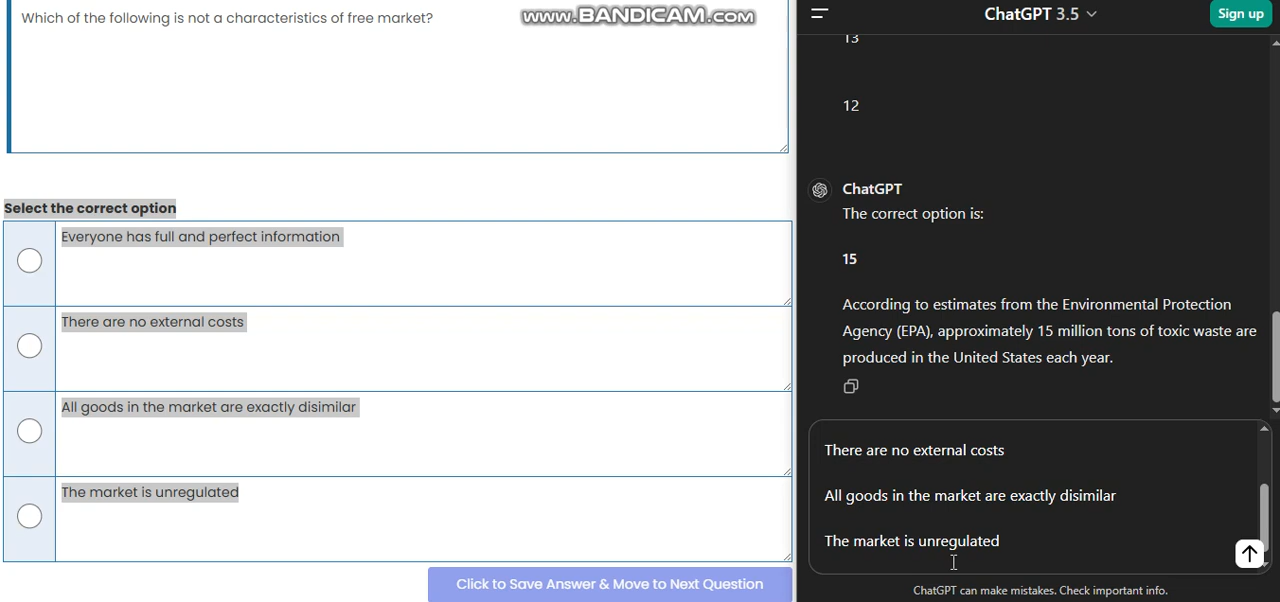 Which of the following is not a characteristics of free market?
www.BANDICAM.com
Select the correct option
Everyone has full and perfect information
There are no external costs
All goods in the market are exactly disimilar
The market is unregulated
Click to Save Answer & Move to Next Question
ChatGPT 3.5
Sign up
13
12
ChatGPT
The correct option is:
15
According to estimates from the Environmental Protection
Agency (EPA), approximately 15 million tons of toxic waste are
produced in the United States each year.
There are no external costs
All goods in the market are exactly disimilar
The market is unregulated
ChatGPT can make mistakes. Check important info.